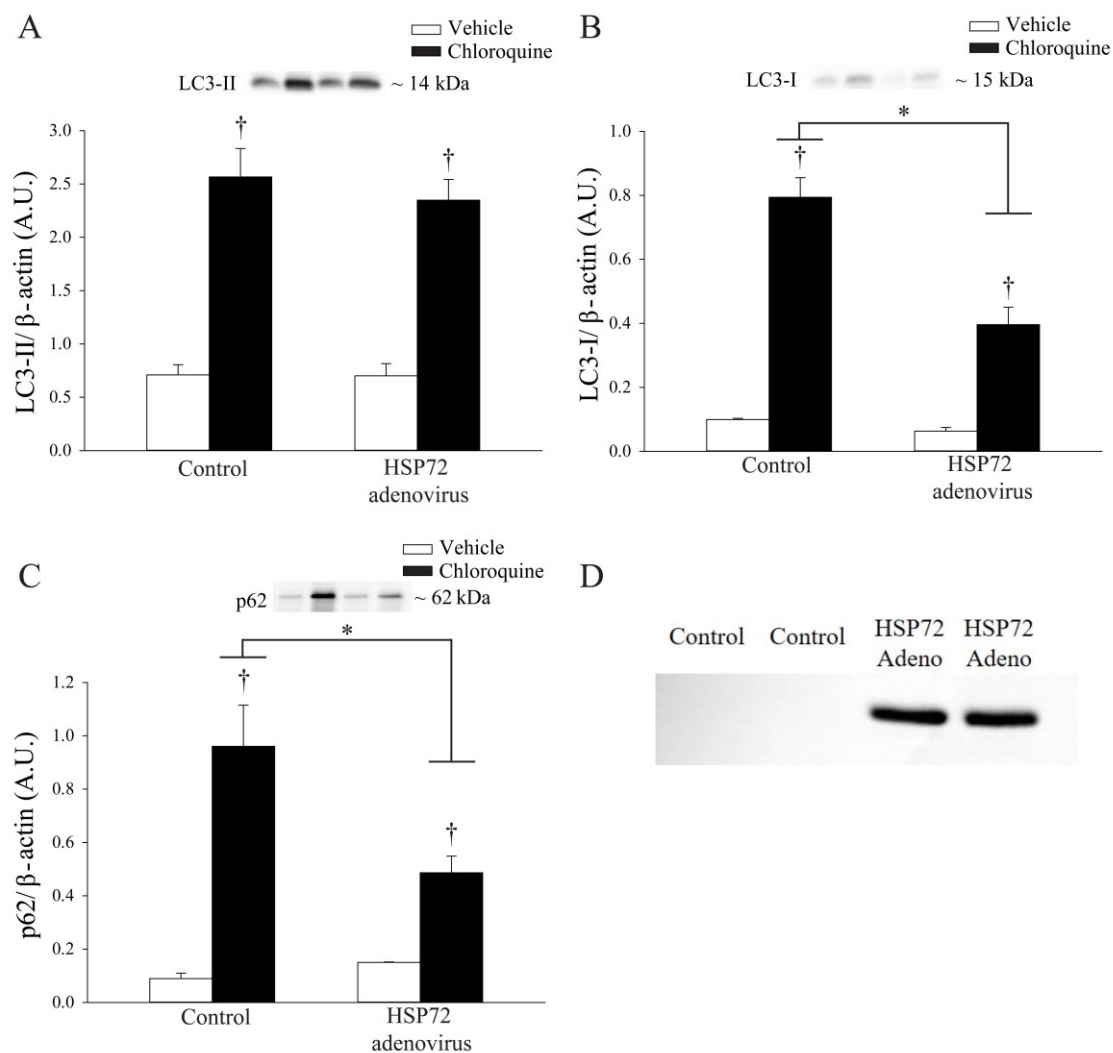 A
Vehicle
Chloroquine
LC3-II ~ 14 kDa
†
†
3.0
2.5
2.0
1.5
1.0
0.5
0.0
LC3-II/ β-actin (A.U.)
Control
HSP72
adenovirus
B
Vehicle
Chloroquine
LC3-I ~ 15 kDa
*
†
†
1.0
0.8
0.6
0.4
0.2
0.0
LC3-I/ β-actin (A.U.)
Control
HSP72
adenovirus
C
Vehicle
Chloroquine
p62 ~ 62 kDa
*
†
†
1.2
1.0
0.8
0.6
0.4
0.2
0.0
p62/ β-actin (A.U.)
Control
HSP72
adenovirus
D
Control Control HSP72 HSP72
Adeno Adeno